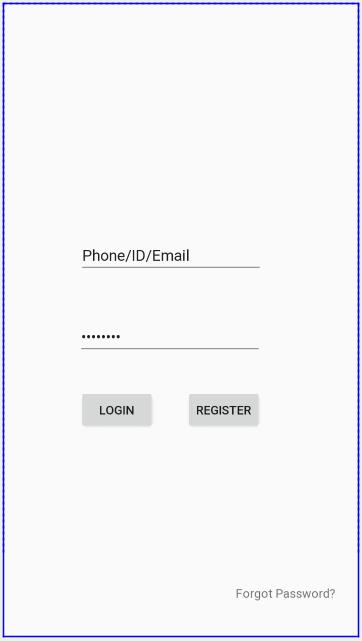 Phone/ID/Email
••••••••
LOGIN
REGISTER
Forgot Password?